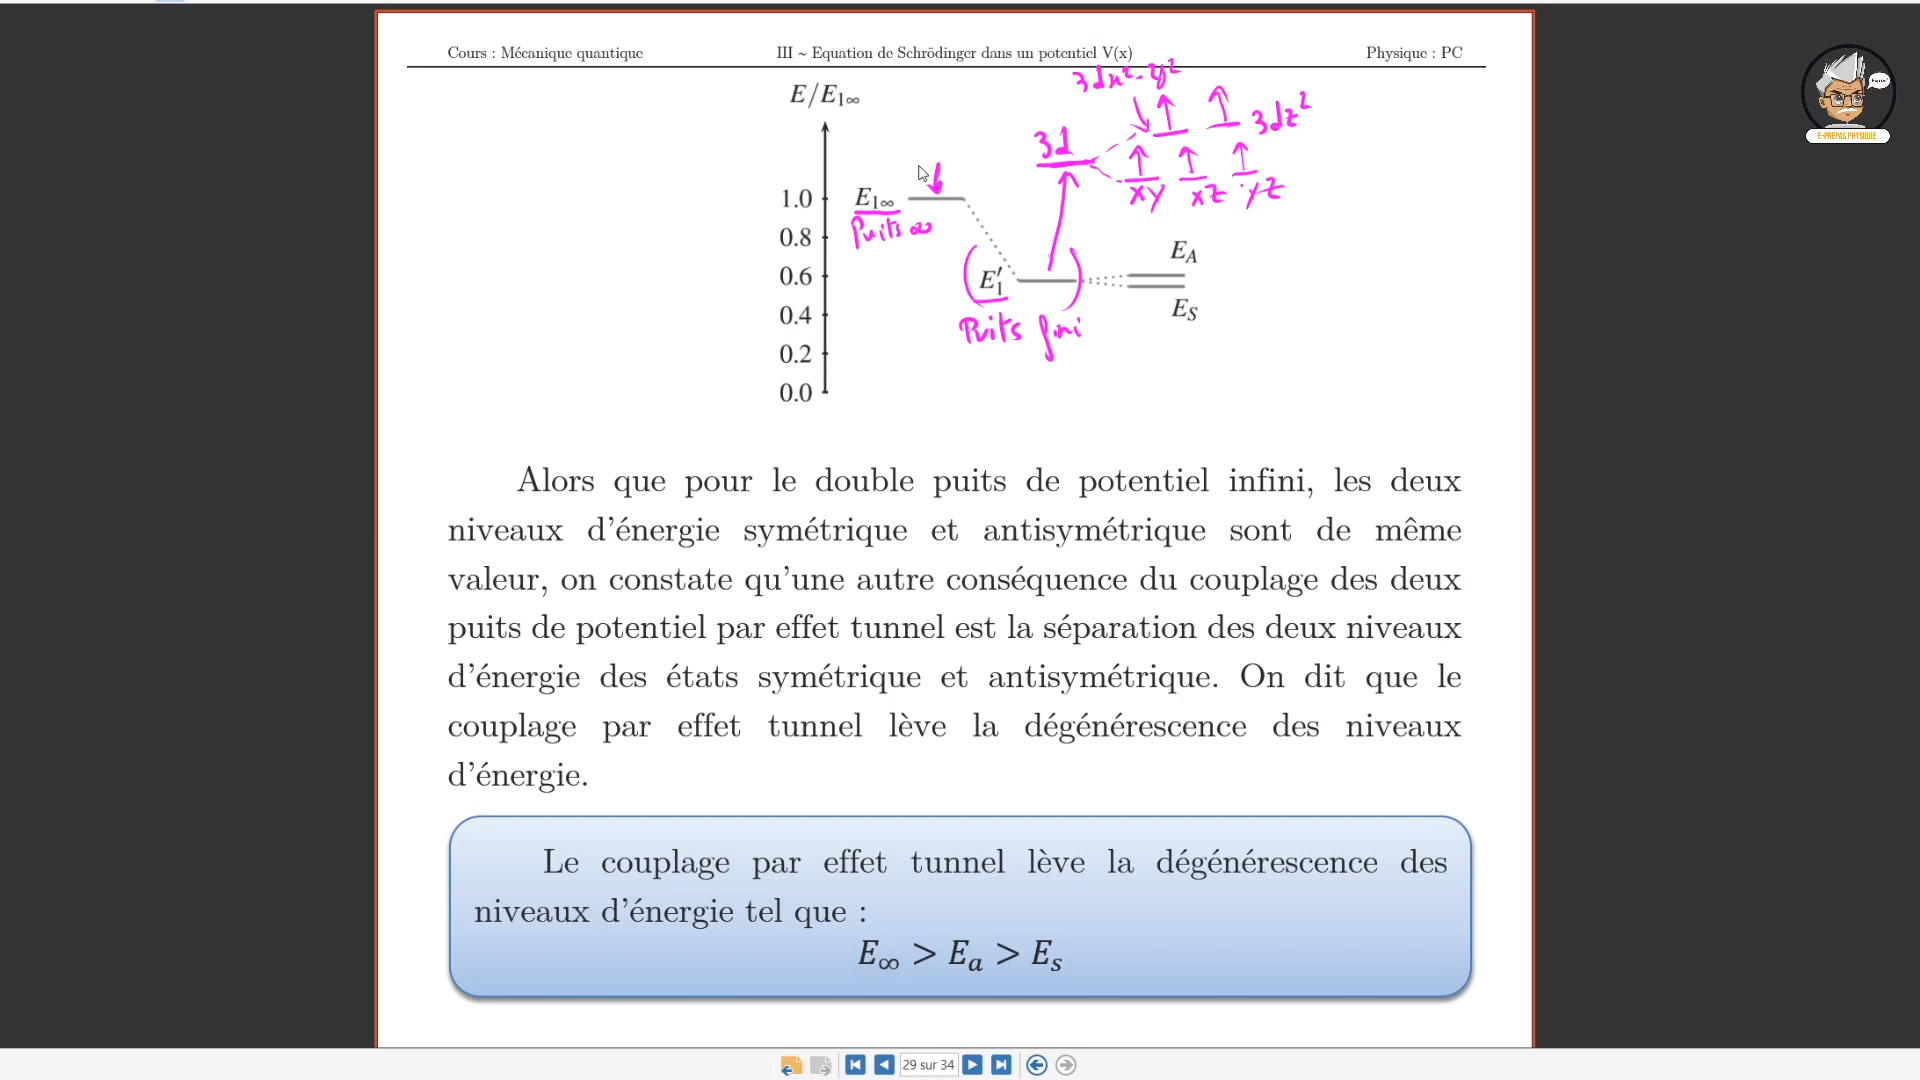 Cours : Mécanique quantique
III ~ Equation de Schrödinger dans un potentiel V(x)
Physique : PC
E/E1∞
3dx²-y²
3dz²
3d
xy xz yz
1.0
E1∞
Puits ∞
0.8
EA
0.6
E′1
ES
0.4
Puits fini
0.2
0.0
Alors que pour le double puits de potentiel infini, les deux
niveaux d'énergie symétrique et antisymétrique sont de même
valeur, on constate qu'une autre conséquence du couplage des deux
puits de potentiel par effet tunnel est la séparation des deux niveaux
d'énergie des états symétrique et antisymétrique. On dit que le
couplage par effet tunnel lève la dégénérescence des niveaux
d'énergie.
Le couplage par effet tunnel lève la dégénérescence des
niveaux d'énergie tel que :
E∞ > Ea > Es
E-PREPAS PHYSIQUE
29 sur 34